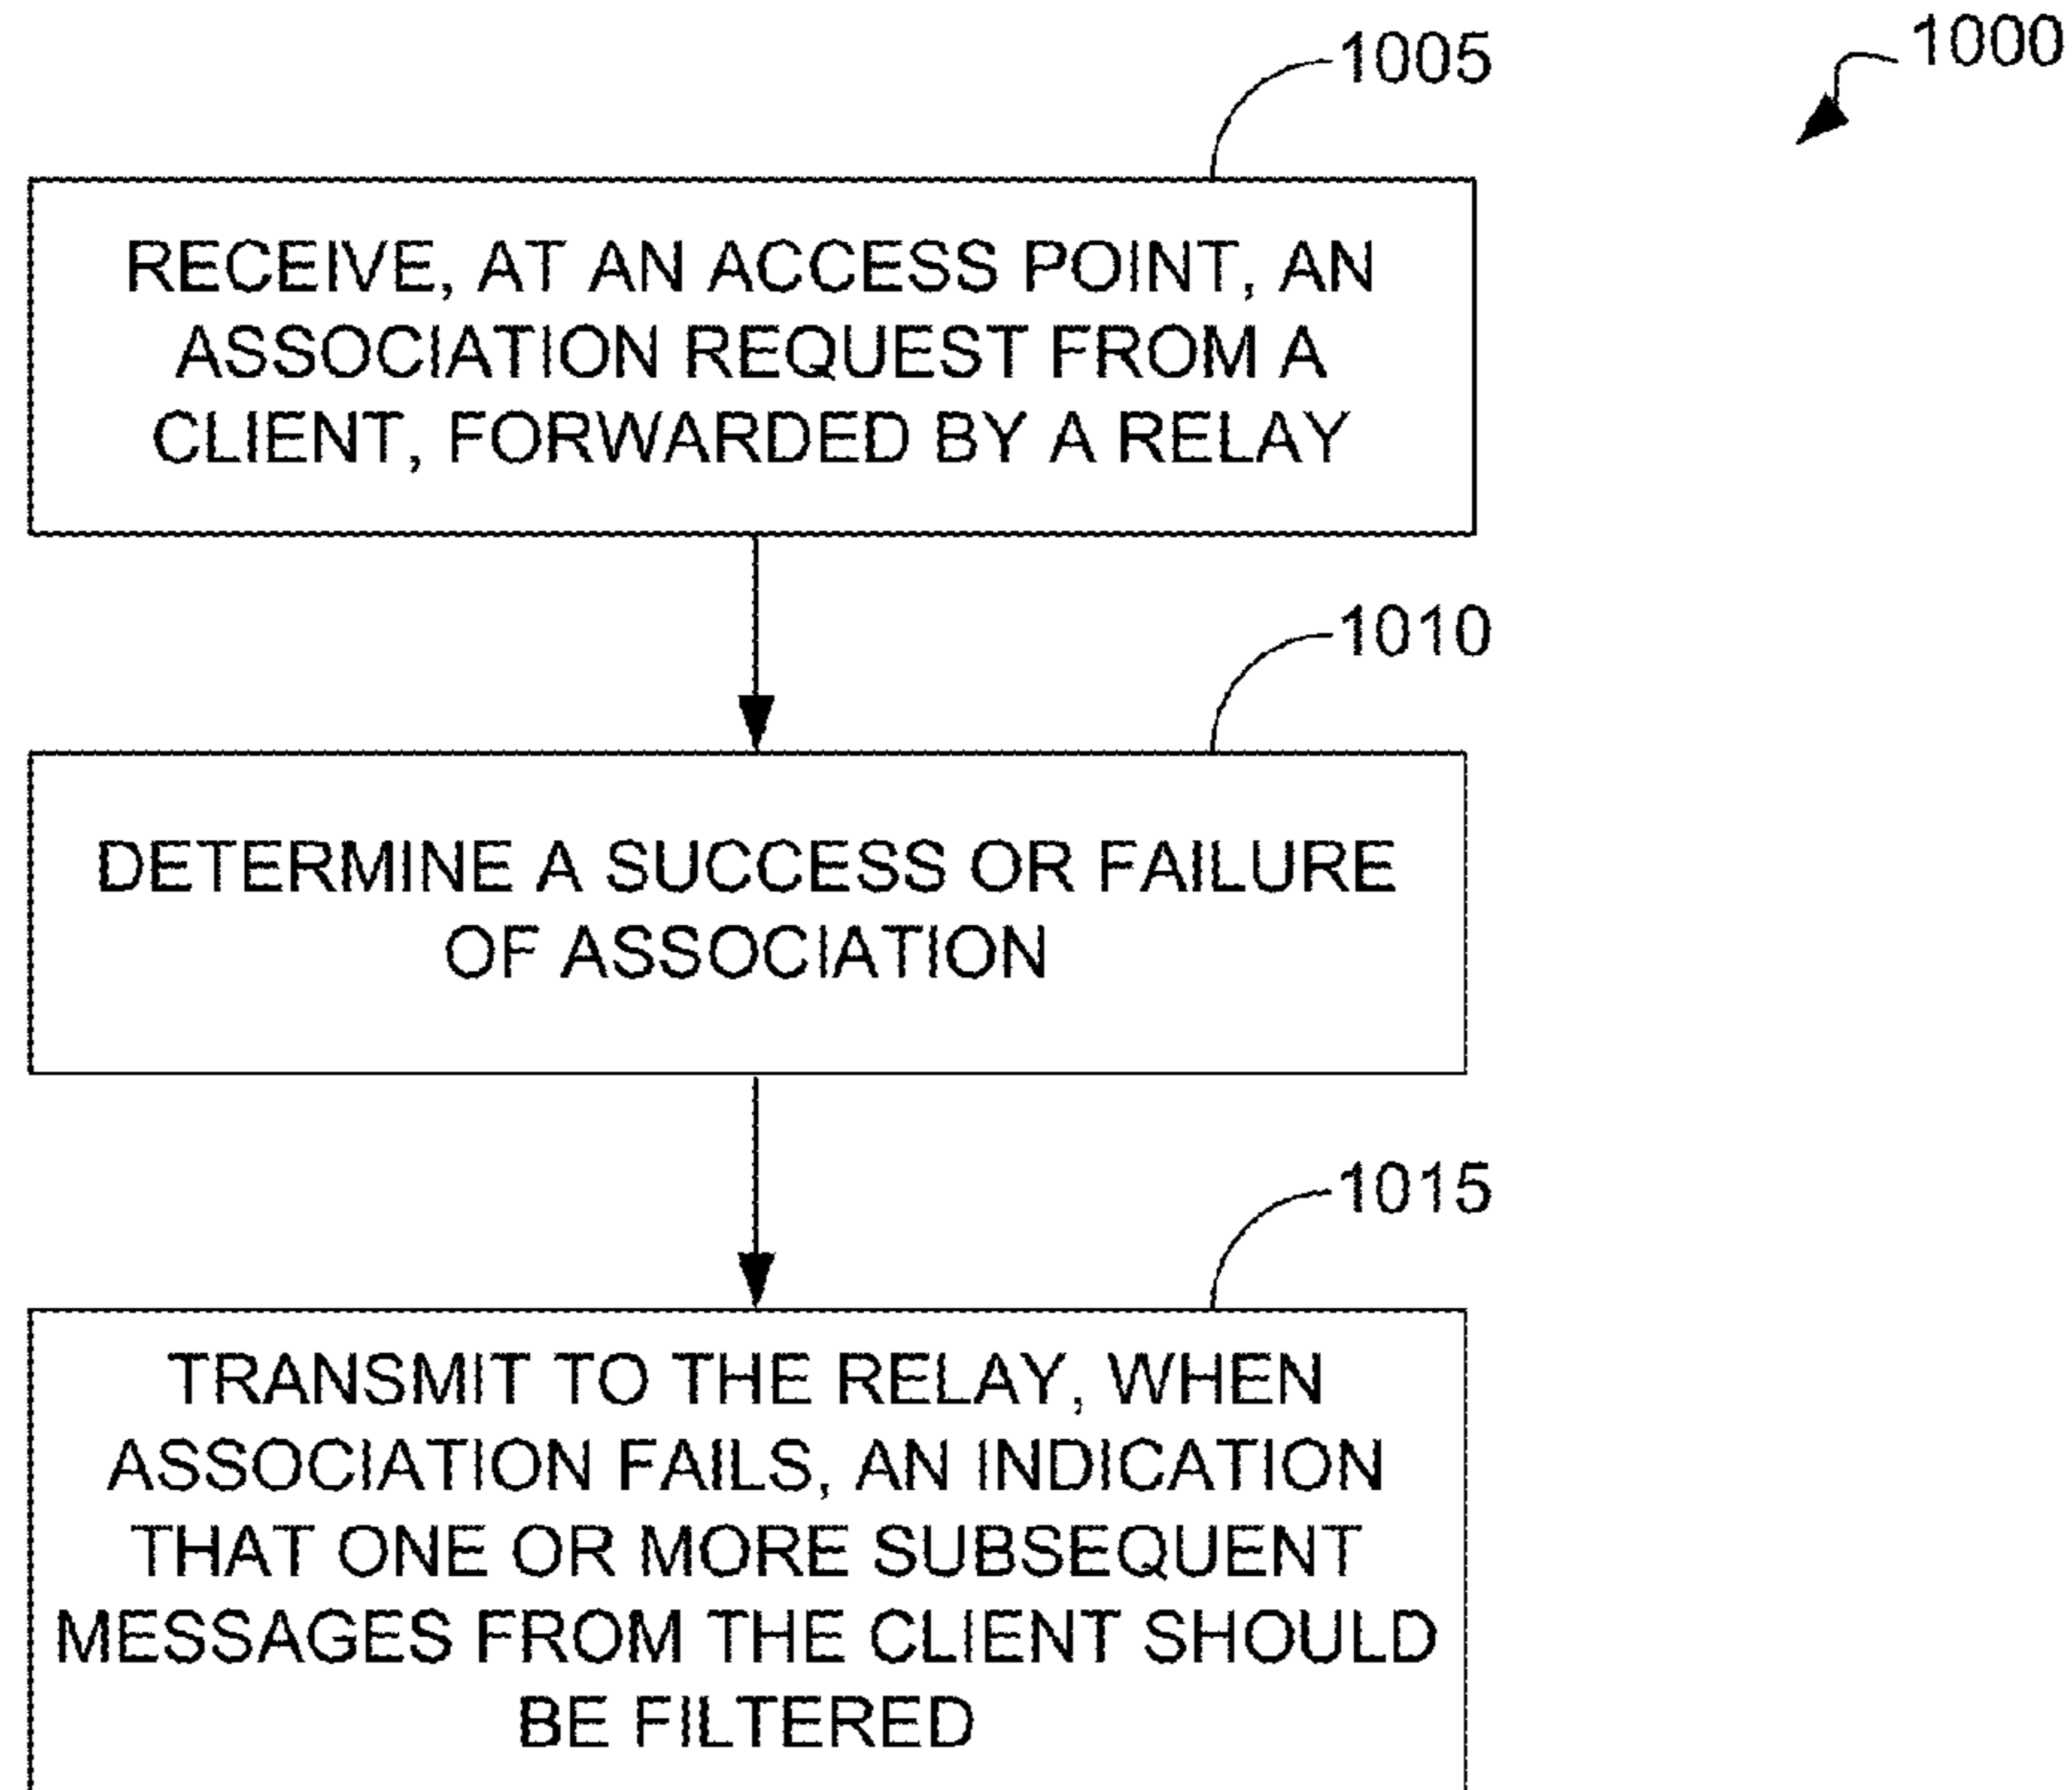 1000
1005
RECEIVE, AT AN ACCESS POINT, AN
ASSOCIATION REQUEST FROM A
CLIENT, FORWARDED BY A RELAY
1010
DETERMINE A SUCCESS OR FAILURE
OF ASSOCIATION
1015
TRANSMIT TO THE RELAY, WHEN
ASSOCIATION FAILS, AN INDICATION
THAT ONE OR MORE SUBSEQUENT
MESSAGES FROM THE CLIENT SHOULD
BE FILTERED